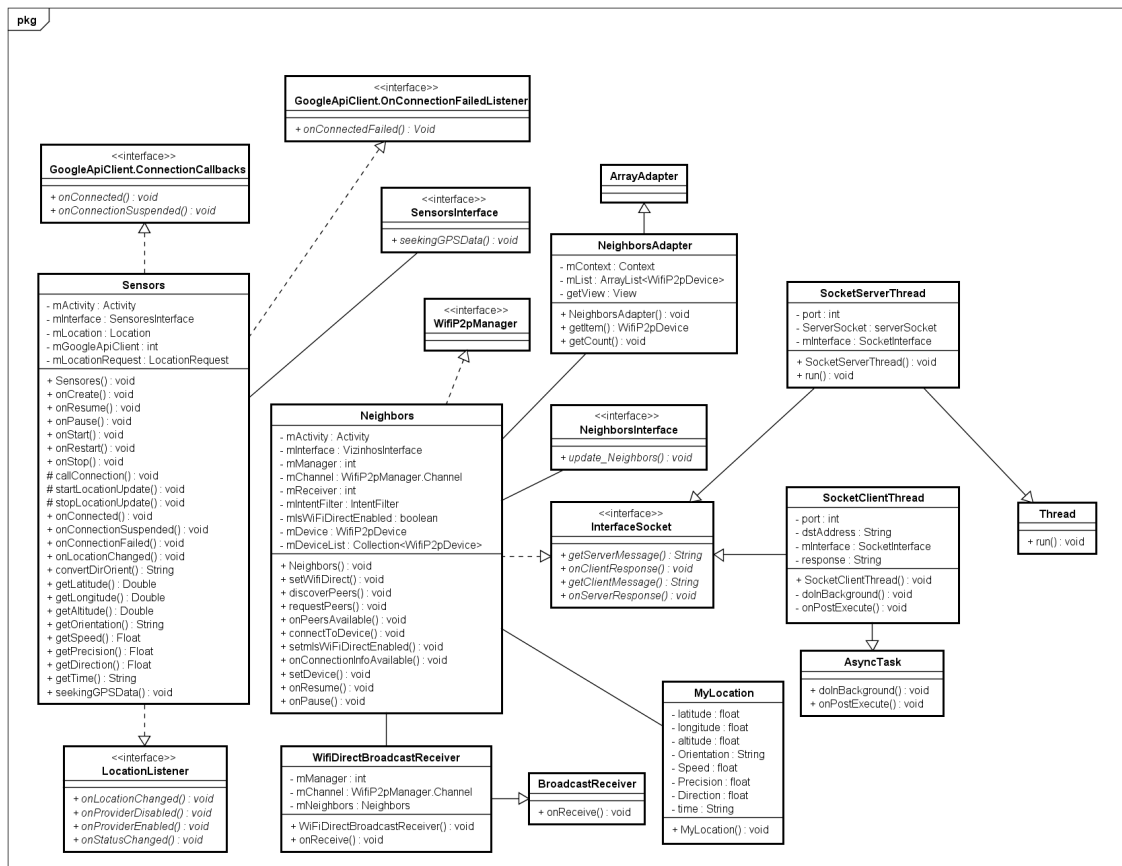 pkg
<<interface>>
GoogleApiClient.OnConnectionFailedListener
+ onConnectedFailed() : Void
<<interface>>
GoogleApiClient.ConnectionCallbacks
+ onConnected() : void
+ onConnectionSuspended() : void
<<interface>>
SensorsInterface
+ seekingGPSData() : void
ArrayAdapter
NeighborsAdapter
- mContext : Context
- mList : ArrayList<WifiP2pDevice>
- getView : View
+ NeighborsAdapter() : void
+ getItem() : WifiP2pDevice
+ getCount() : void
Sensors
- mActivity : Activity
- mInterface : SensoresInterface
- mLocation : Location
- mGoogleApiClient : int
- mLocationRequest : LocationRequest
+ Sensores() : void
+ onCreate() : void
+ onResume() : void
+ onPause() : void
+ onStart() : void
+ onRestart() : void
+ onStop() : void
# callConnection() : void
# startLocationUpdate() : void
# stopLocationUpdate() : void
+ onConnected() : void
+ onConnectionSuspended() : void
+ onConnectionFailed() : void
+ onLocationChanged() : void
+ convertDirOrient() : String
+ getLatitude() : Double
+ getLongitude() : Double
+ getAltitude() : Double
+ getOrientation() : String
+ getSpeed() : Float
+ getPrecision() : Float
+ getDirection() : Float
+ getTime() : String
+ seekingGPSData() : void
<<interface>>
WifiP2pManager
SocketServerThread
- port : int
- ServerSocket : serverSocket
- mInterface : SocketInterface
+ SocketServerThread() : void
+ run() : void
Neighbors
- mActivity : Activity
- mInterface : VizinhosInterface
- mManager : int
- mChannel : WifiP2pManager.Channel
- mReceiver : int
- mIntentFilter : IntentFilter
- mIsWiFiDirectEnabled : boolean
- mDevice : WifiP2pDevice
- mDeviceList : Collection<WifiP2pDevice>
+ Neighbors() : void
+ setWifiDirect() : void
+ discoverPeers() : void
+ requestPeers() : void
+ onPeersAvailable() : void
+ connectToDevice() : void
+ setmIsWiFiDirectEnabled() : void
+ onConnectionInfoAvailable() : void
+ setDevice() : void
+ onResume() : void
+ onPause() : void
<<interface>>
NeighborsInterface
+ update_Neighbors() : void
<<interface>>
InterfaceSocket
+ getServerMessage() : String
+ onClientResponse() : void
+ getClientMessage() : String
+ onServerResponse() : void
SocketClientThread
- port : int
- dstAddress : String
- mInterface : SocketInterface
- response : String
+ SocketClientThread() : void
- doInBackground() : void
- onPostExecute() : void
Thread
+ run() : void
AsyncTask
+ doInBackground() : void
+ onPostExecute() : void
MyLocation
- latitude : float
- longitude : float
- altitude : float
- Orientation : String
- Speed : float
- Precision : float
- Direction : float
- time : String
+ MyLocation() : void
<<interface>>
LocationListener
+ onLocationChanged() : void
+ onProviderDisabled() : void
+ onProviderEnabled() : void
+ onStatusChanged() : void
WifiDirectBroadcastReceiver
- mManager : int
- mChannel : WifiP2pManager.Channel
- mNeighbors : Neighbors
+ WiFiDirectBroadcastReceiver() : void
+ onReceive() : void
BroadcastReceiver
+ onReceive() : void